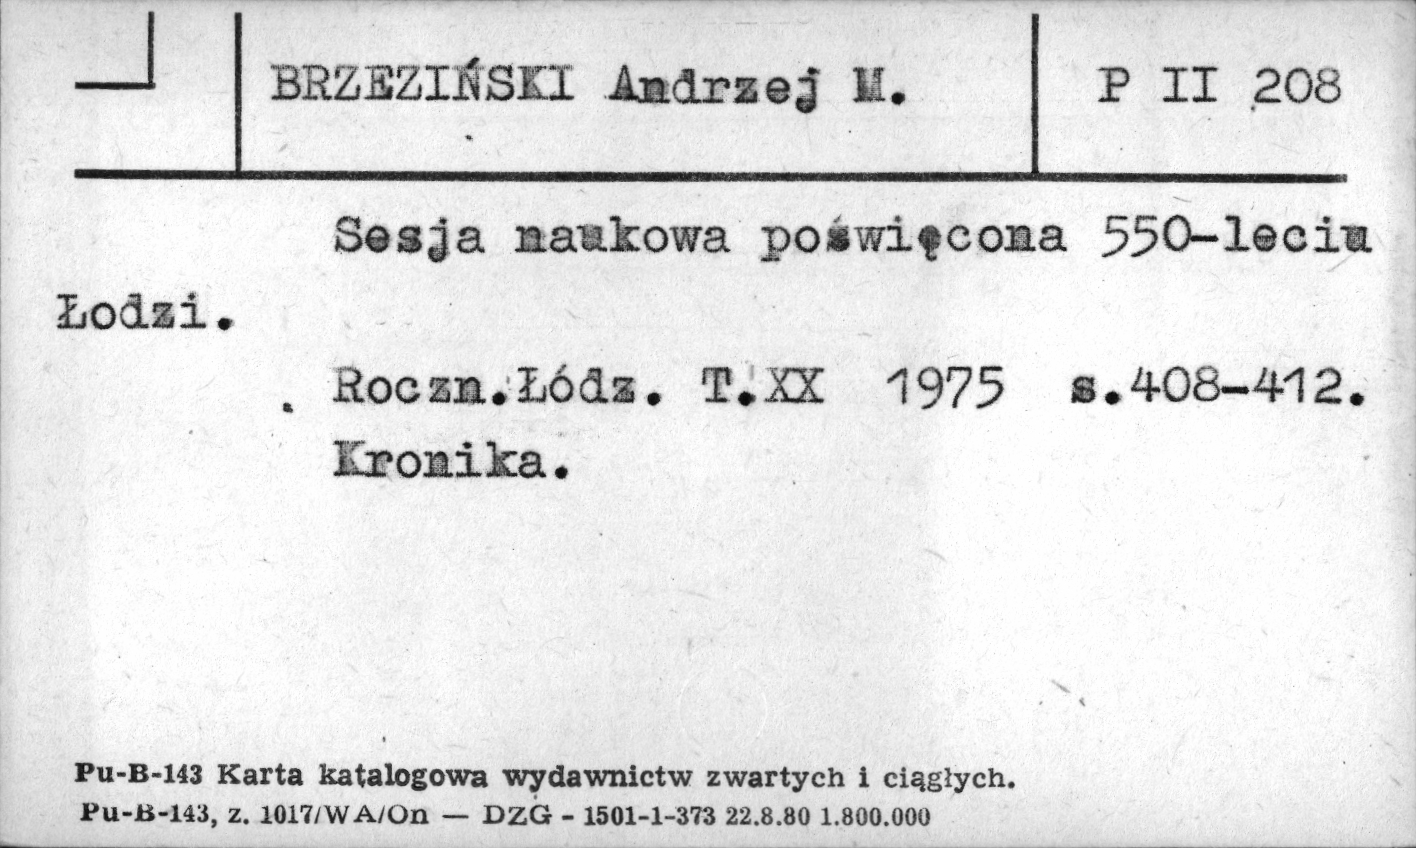 BRZEZIŃSKI Andrzej M. P II 208
Sesja naukowa poświęcona 550-leciu
Łodzi.
Roczn.Łódz. T.XX 1975 s.408-412.
Kronika.
Pu-B-143 Karta katalogowa wydawnictw zwartych i ciągłych.
Pu-B-143, z. 1017/WA/On — DZG - 1501-1-373 22.8.80 1.800.000